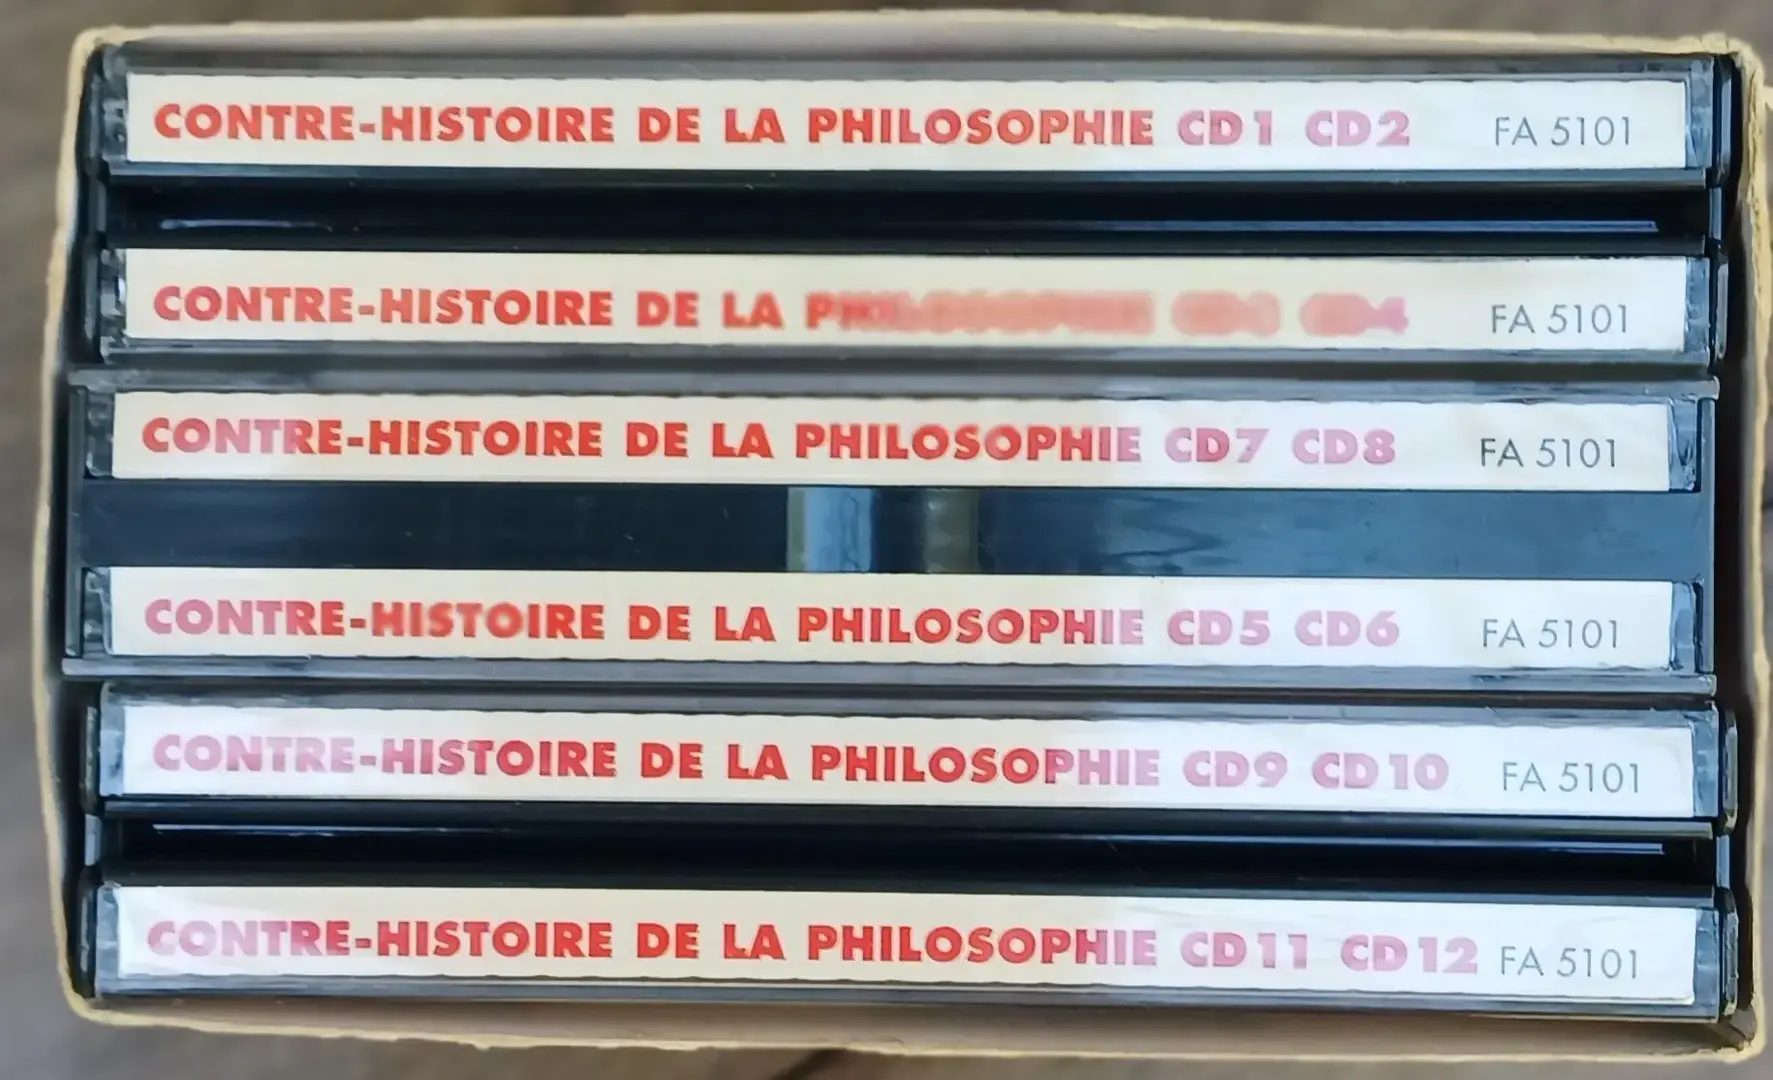 CONTRE-HISTOIRE DE LA PHILOSOPHIE CD1 CD2 FA 5101
CONTRE-HISTOIRE DE LA FA 5101
CONTRE-HISTOIRE DE LA PHILOSOPHIE CD7 CD8 FA 5101
CONTRE-HISTOIRE DE LA PHILOSOPHIE CD5 CD6 FA 5101
CONTRE-HISTOIRE DE LA PHILOSOPHIE CD9 CD10 FA 5101
CONTRE-HISTOIRE DE LA PHILOSOPHIE CD11 CD12 FA 5101